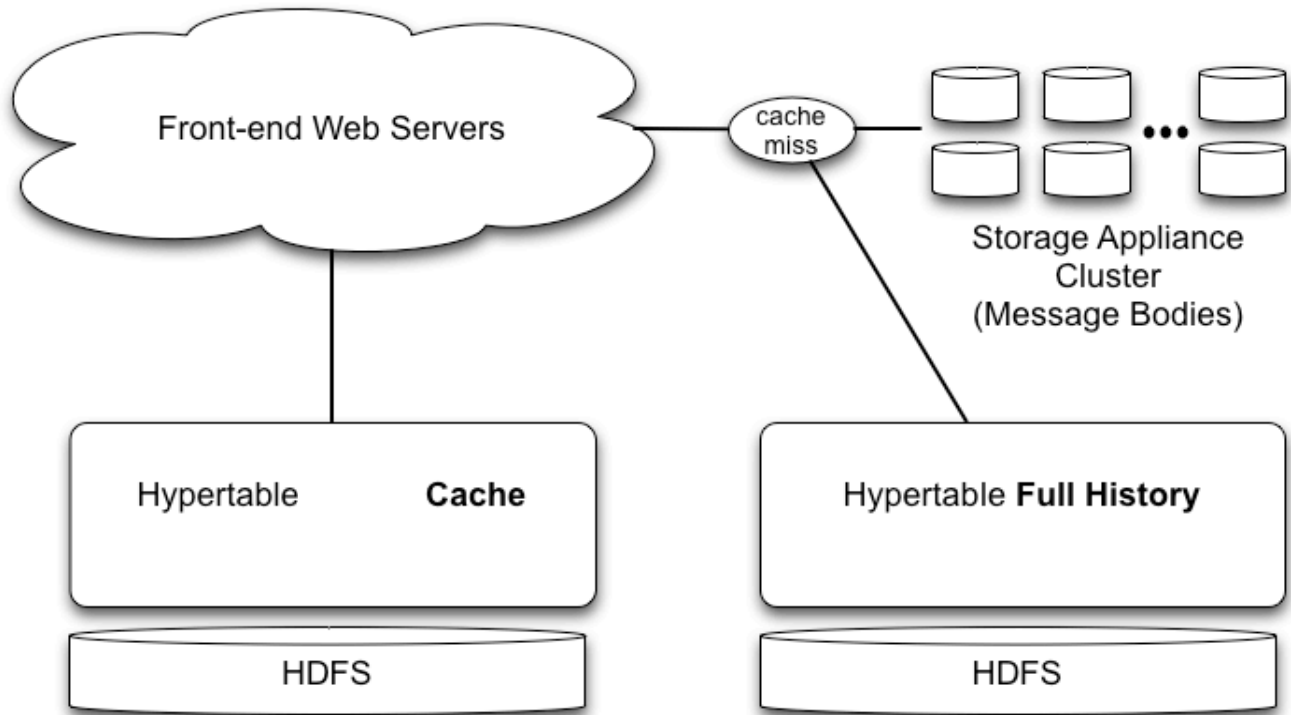 Front-end Web Servers
cache
miss
Storage Appliance
Cluster
(Message Bodies)
Hypertable Cache
Hypertable Full History
HDFS
HDFS